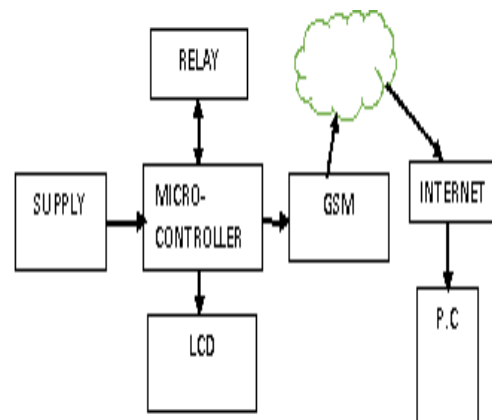 RELAY
SUPPLY
MICRO-
CONTROLLER
GSM
INTERNET
LCD
P.C